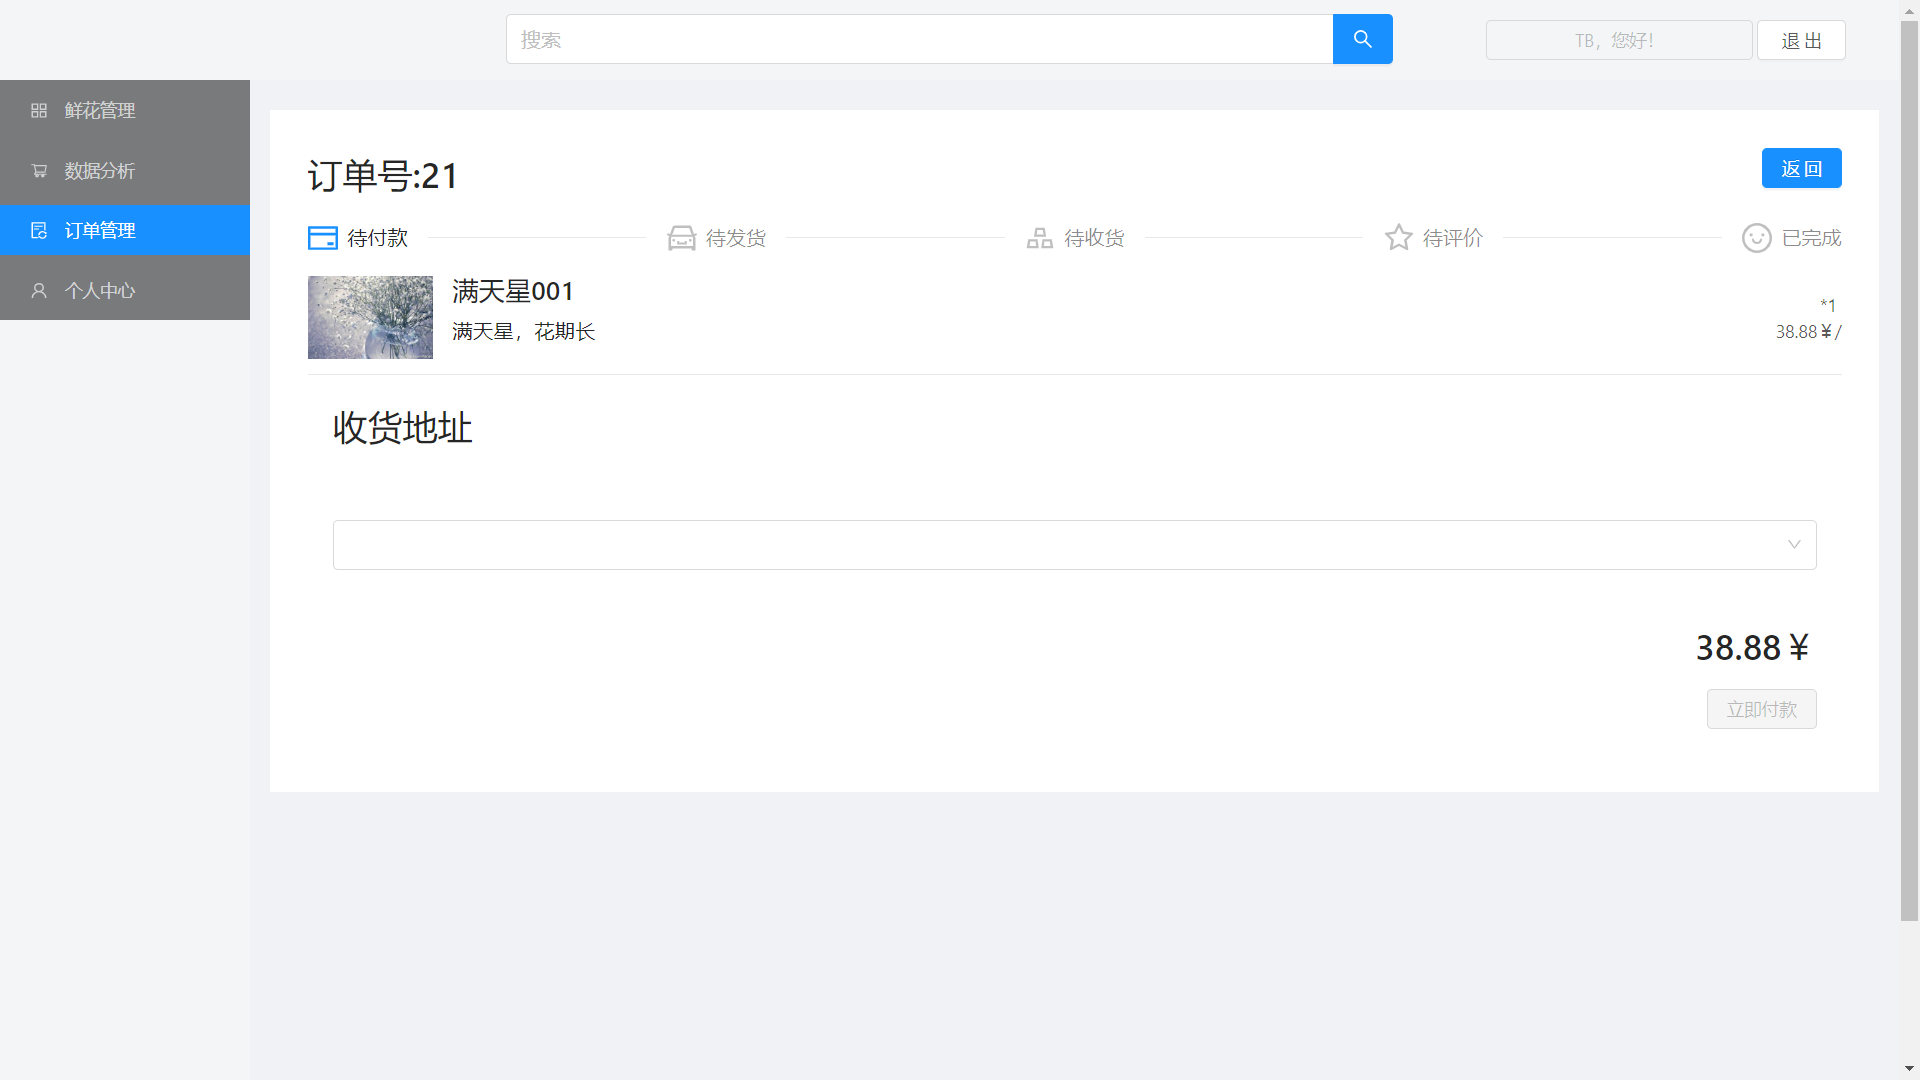 搜索
TB，您好!
退 出
鲜花管理
数据分析
订单管理
个人中心
订单号:21
返 回
待付款
待发货
待收货
待评价
已完成
满天星001
满天星，花期长
*1
38.88￥/
收货地址
38.88￥
立即付款